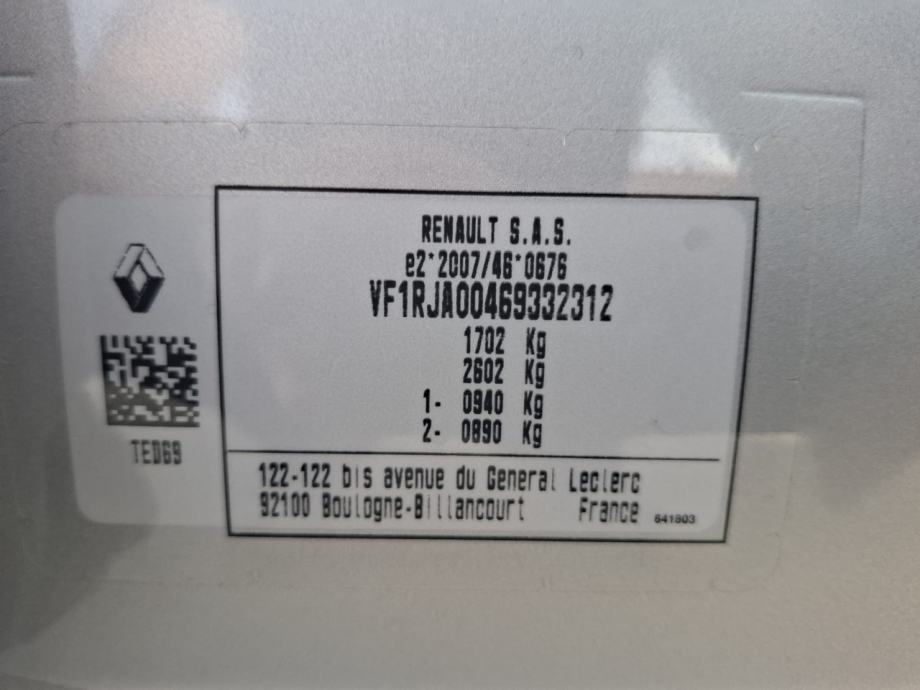 RENAULT S.A.S.
e2*2007/46*0676
VF1RJA00469332312
1702 Kg
2602 Kg
1- 0940 Kg
2- 0890 Kg
TED69
122-122 bis avenue du General Leclerc
92100 Boulogne-Billancourt France
641803